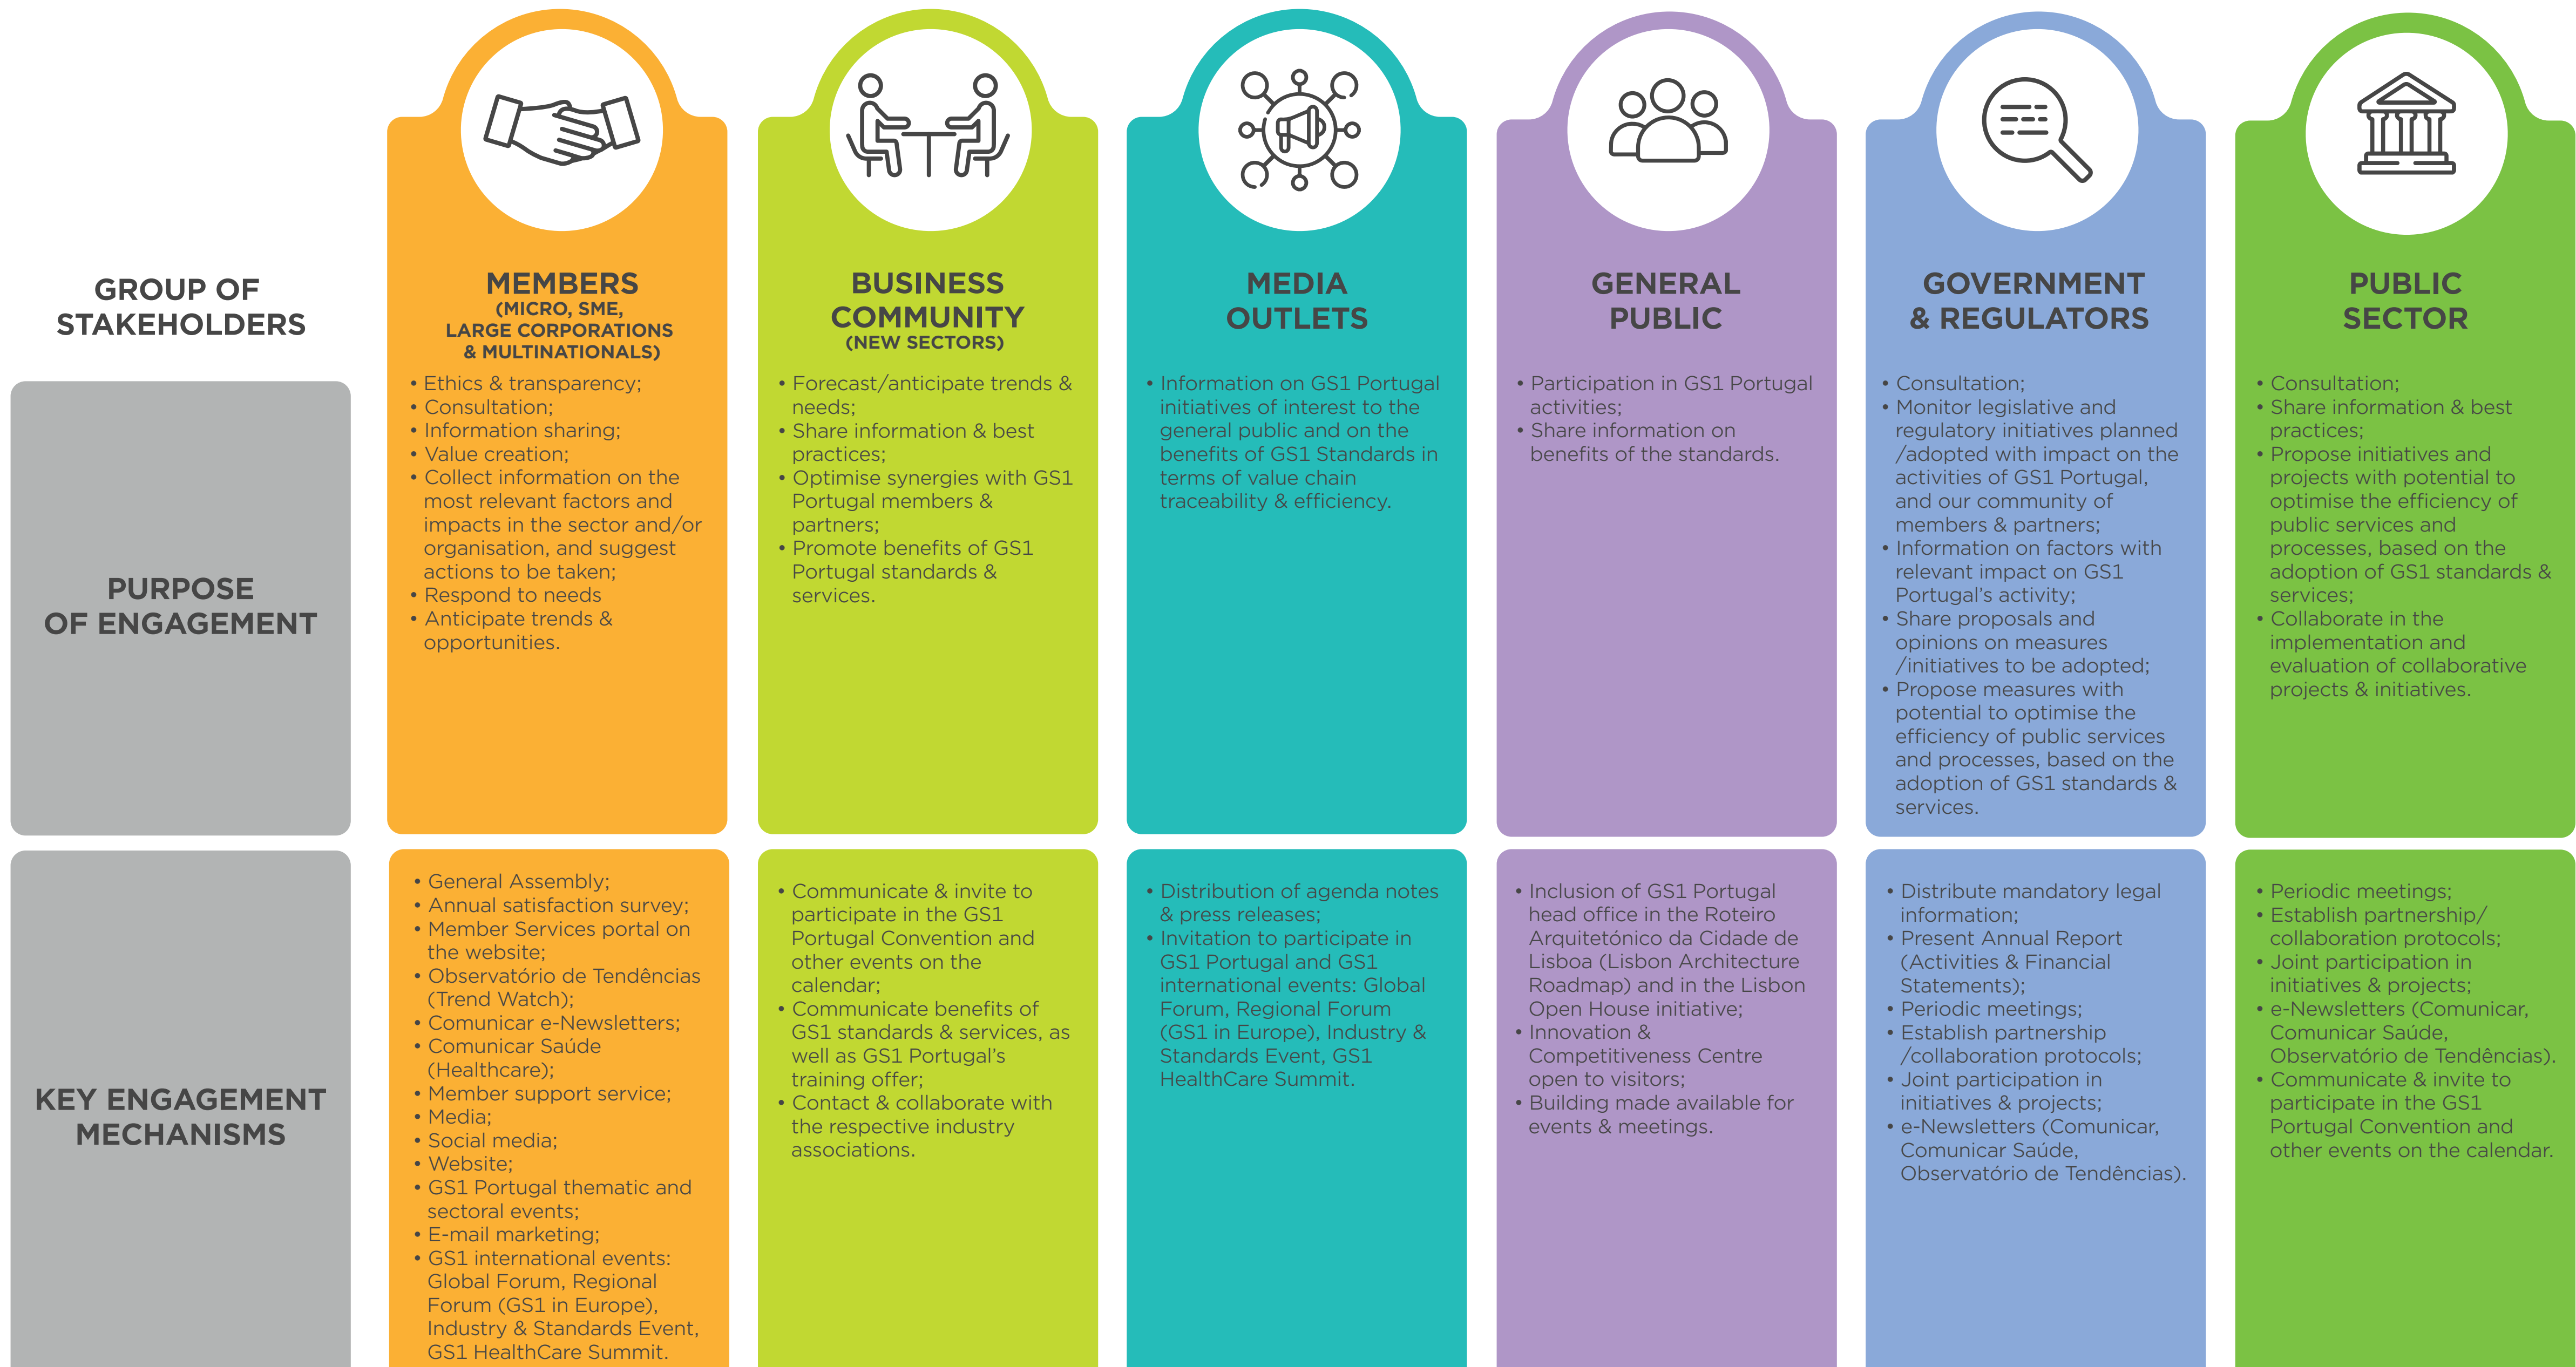 GROUP OF
STAKEHOLDERS
MEMBERS
(MICRO, SME,
LARGE CORPORATIONS
& MULTINATIONALS)
BUSINESS
COMMUNITY
(NEW SECTORS)
MEDIA
OUTLETS
GENERAL
PUBLIC
GOVERNMENT
& REGULATORS
PUBLIC
SECTOR
PURPOSE
OF ENGAGEMENT
• Ethics & transparency;
• Consultation;
• Information sharing;
• Value creation;
• Collect information on the
most relevant factors and
impacts in the sector and/or
organisation, and suggest
actions to be taken;
• Respond to needs
• Anticipate trends &
opportunities.
• Forecast/anticipate trends &
needs;
• Share information & best
practices;
• Optimise synergies with GS1
Portugal members &
partners;
• Promote benefits of GS1
Portugal standards &
services.
• Information on GS1 Portugal
initiatives of interest to the
general public and on the
benefits of GS1 Standards in
terms of value chain
traceability & efficiency.
• Participation in GS1 Portugal
activities;
• Share information on
benefits of the standards.
• Consultation;
• Monitor legislative and
regulatory initiatives planned
/adopted with impact on the
activities of GS1 Portugal,
and our community of
members & partners;
• Information on factors with
relevant impact on GS1
Portugal’s activity;
• Share proposals and
opinions on measures
/initiatives to be adopted;
• Propose measures with
potential to optimise the
efficiency of public services
and processes, based on the
adoption of GS1 standards &
services.
• Consultation;
• Share information & best
practices;
• Propose initiatives and
projects with potential to
optimise the efficiency of
public services and
processes, based on the
adoption of GS1 standards &
services;
• Collaborate in the
implementation and
evaluation of collaborative
projects & initiatives.
KEY ENGAGEMENT
MECHANISMS
• General Assembly;
• Annual satisfaction survey;
• Member Services portal on
the website;
• Observatório de Tendências
(Trend Watch);
• Comunicar e-Newsletters;
• Comunicar Saúde
(Healthcare);
• Member support service;
• Media;
• Social media;
• Website;
• GS1 Portugal thematic and
sectoral events;
• E-mail marketing;
• GS1 international events:
Global Forum, Regional
Forum (GS1 in Europe),
Industry & Standards Event,
GS1 HealthCare Summit.
• Communicate & invite to
participate in the GS1
Portugal Convention and
other events on the
calendar;
• Communicate benefits of
GS1 standards & services, as
well as GS1 Portugal’s
training offer;
• Contact & collaborate with
the respective industry
associations.
• Distribution of agenda notes
& press releases;
• Invitation to participate in
GS1 Portugal and GS1
international events: Global
Forum, Regional Forum
(GS1 in Europe), Industry &
Standards Event, GS1
HealthCare Summit.
• Inclusion of GS1 Portugal
head office in the Roteiro
Arquitetónico da Cidade de
Lisboa (Lisbon Architecture
Roadmap) and in the Lisbon
Open House initiative;
• Innovation &
Competitiveness Centre
open to visitors;
• Building made available for
events & meetings.
• Distribute mandatory legal
information;
• Present Annual Report
(Activities & Financial
Statements);
• Periodic meetings;
• Establish partnership
/collaboration protocols;
• Joint participation in
initiatives & projects;
• e-Newsletters (Comunicar,
Comunicar Saúde,
Observatório de Tendências).
• Periodic meetings;
• Establish partnership/
collaboration protocols;
• Joint participation in
initiatives & projects;
• e-Newsletters (Comunicar,
Comunicar Saúde,
Observatório de Tendências).
• Communicate & invite to
participate in the GS1
Portugal Convention and
other events on the calendar.